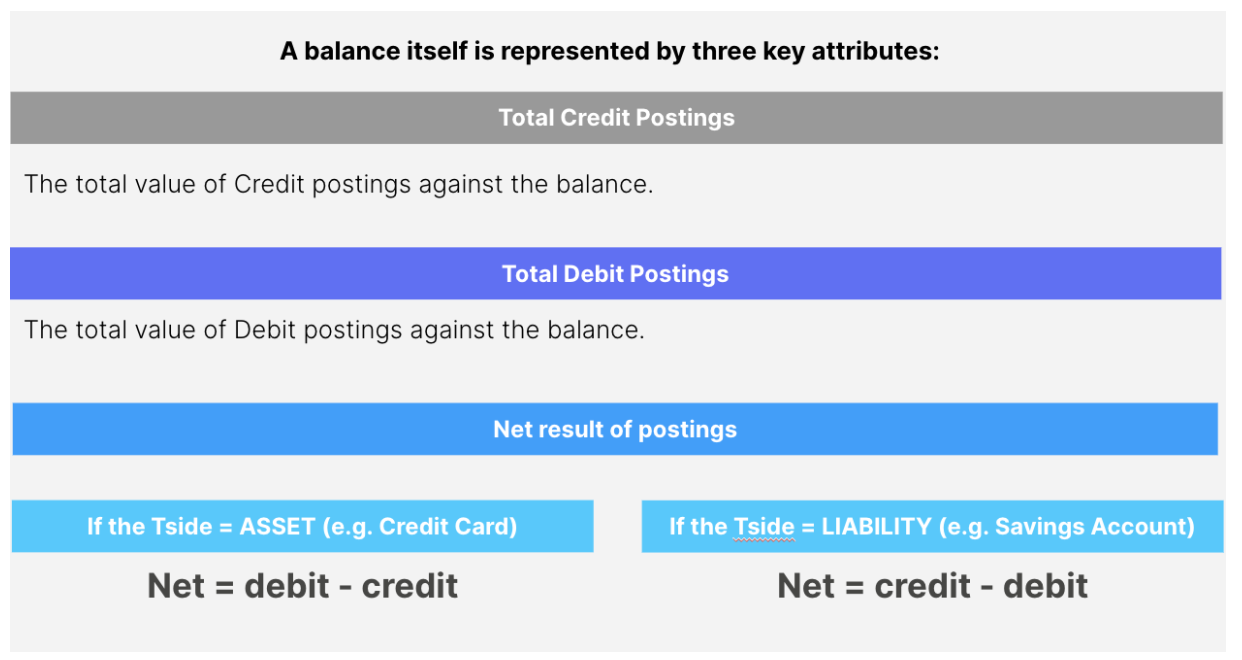 A balance itself is represented by three key attributes:
Total Credit Postings
The total value of Credit postings against the balance.
Total Debit Postings
The total value of Debit postings against the balance.
Net result of postings
If the Tside = ASSET (e.g. Credit Card)
Net = debit - credit
If the Tside = LIABILITY (e.g. Savings Account)
Net = credit - debit